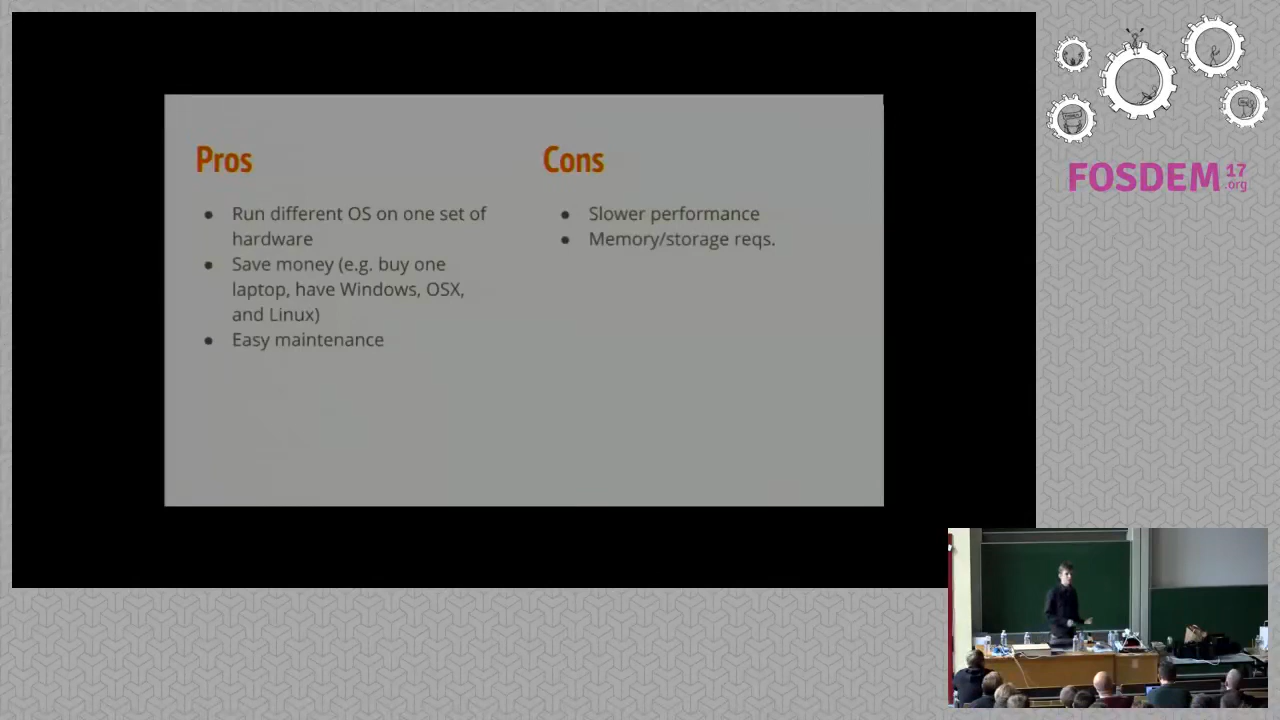 Pros
● Run different OS on one set of
hardware
● Save money (e.g. buy one
laptop, have Windows, OSX,
and Linux)
● Easy maintenance
Cons
● Slower performance
● Memory/storage reqs.
FOSDEM 17
.org